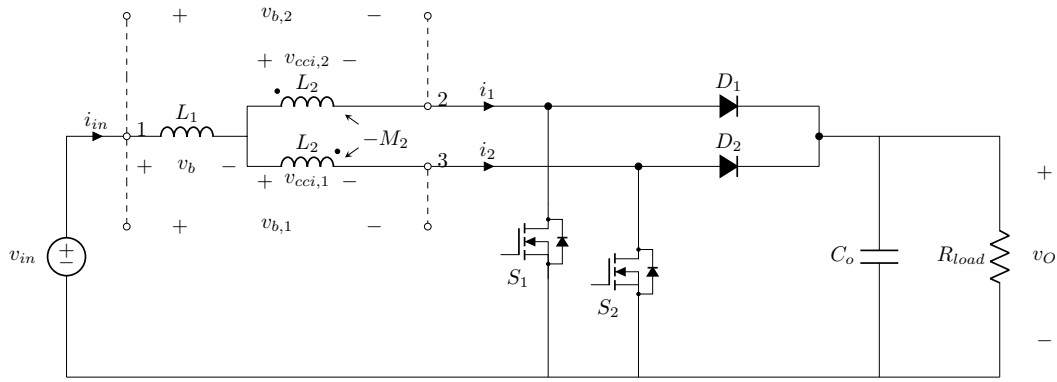 + v_{b,2} −
+ v_{cci,2} −
L_2
D_1
i_{in} 1 L_1
2 i_1
−M_2
L_2
3 i_2
D_2
+ v_b −
+ v_{cci,1} −
+ v_{b,1} −
+
v_{in} + −
S_1
S_2
C_o
R_{load}
v_O
−